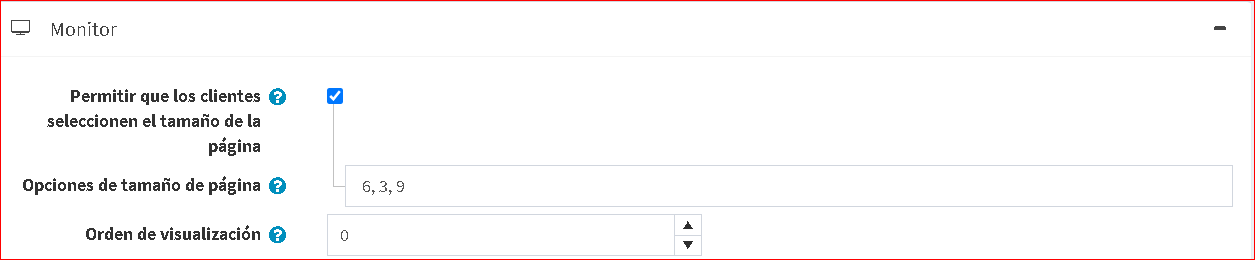 Monitor
Permitir que los clientes
seleccionen el tamaño de la
página
Opciones de tamaño de página
6, 3, 9
Orden de visualización
0